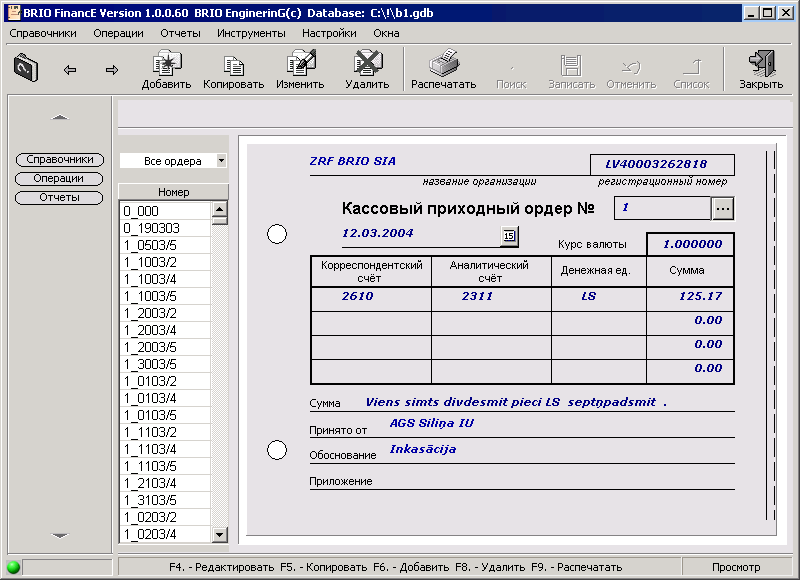 BRIO FinancE Version 1.0.0.60 BRIO EnginerinG(c) Database: C:\!\b1.gdb
Справочники Операции Отчеты Инструменты Настройки Окна
Добавить Копировать Изменить Удалить Распечатать Поиск Записать Отменить Список Закрыть
Справочники
Операции
Отчеты
Все ордера
Номер
0_000
0_190303
1_0503/5
1_1003/2
1_1003/4
1_1003/5
1_2003/2
1_2003/4
1_2003/5
1_3003/5
1_0103/2
1_0103/4
1_0103/5
1_1103/2
1_1103/4
1_1103/5
1_2103/4
1_3103/5
1_0203/2
1_0203/4
ZRF BRIO SIA LV40003262818
название организации регистрационный номер
Кассовый приходный ордер № 1 ...
12.03.2004 15
Курс валюты 1.000000
Корреспондентский счёт Аналитический счёт Денежная ед. Сумма
2610 2311 LS 125.17
0.00
0.00
0.00
Сумма Viens simts divdesmit pieci LS septņpadsmit .
Принято от AGS Siliņa IU
Обоснование Inkasācija
Приложение
F4. - Редактировать F5. - Копировать F6. - Добавить F8. - Удалить F9. - Распечатать Просмотр